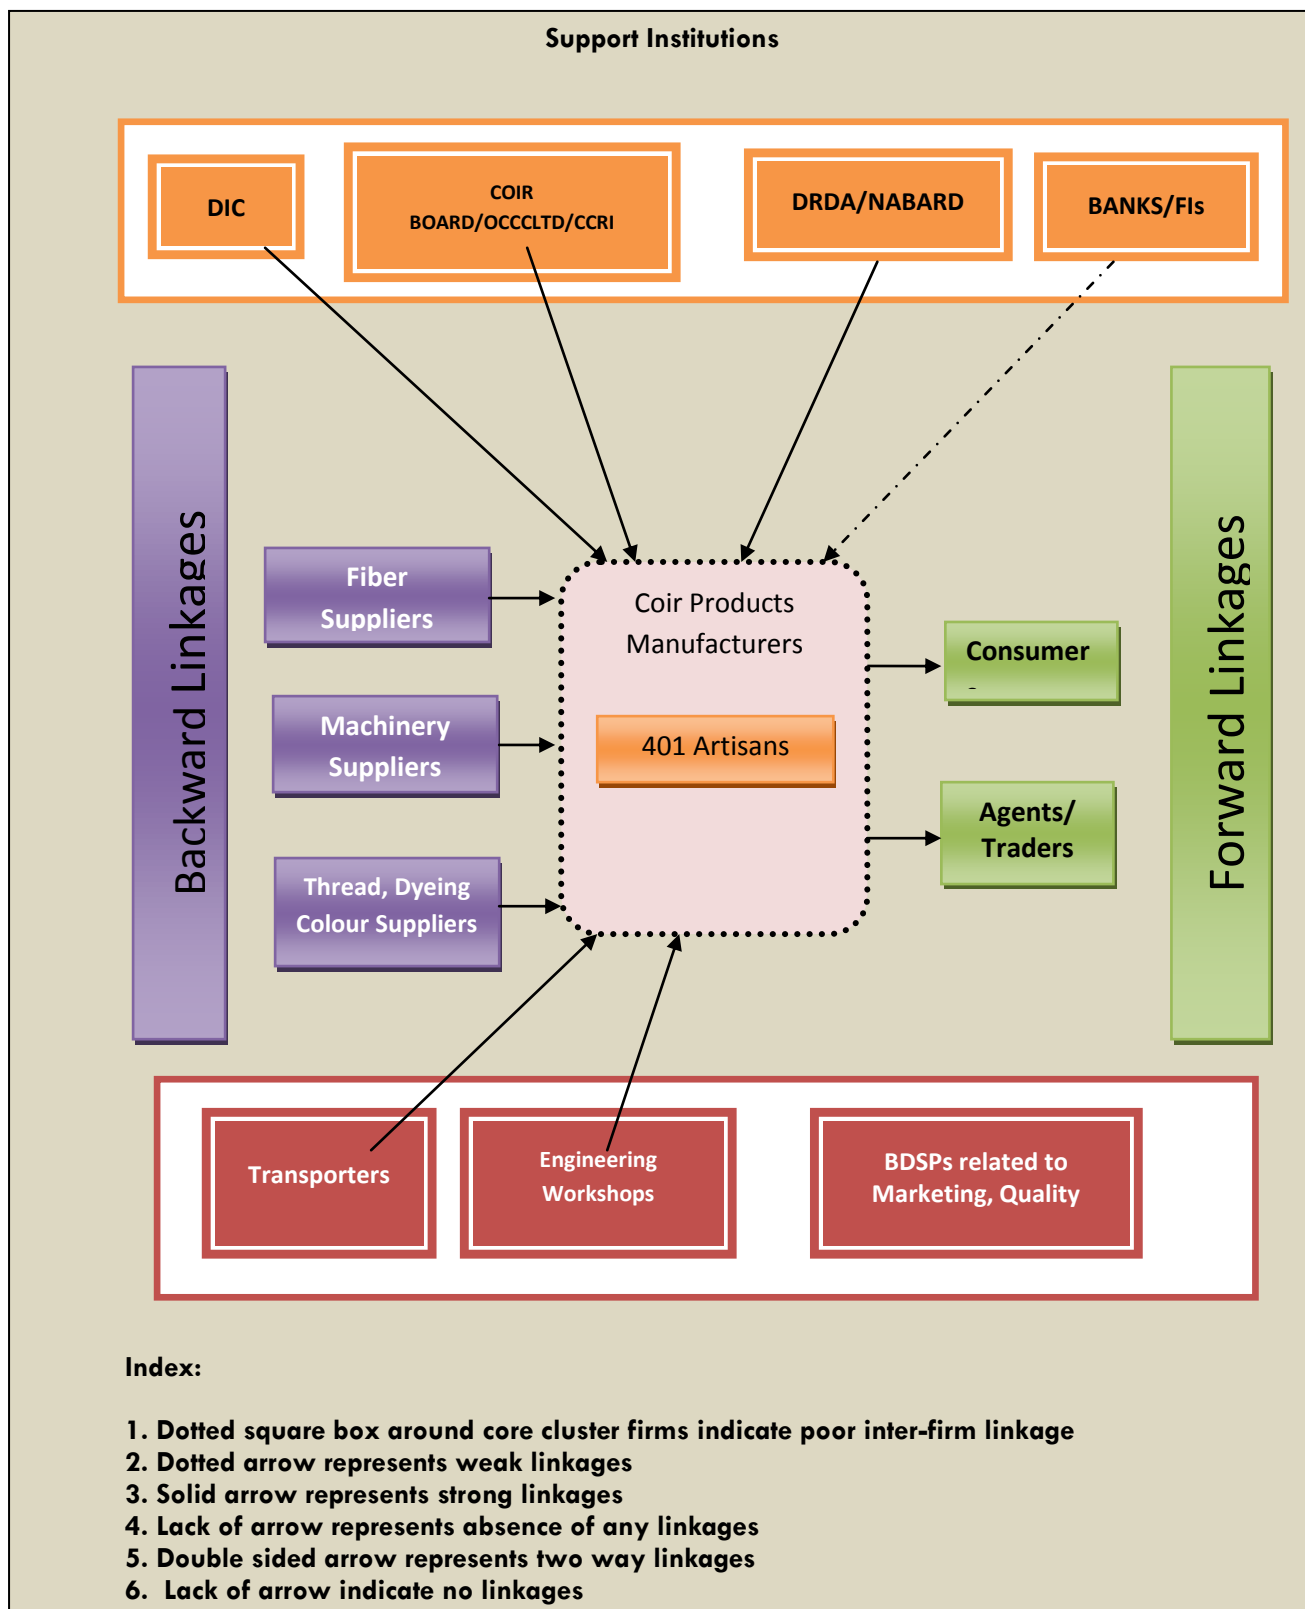 Support Institutions
DIC
COIR
BOARD/OCCCLTD/CCRI
DRDA/NABARD
BANKS/FIs
Backward Linkages
Forward Linkages
Fiber
Suppliers
Machinery
Suppliers
Thread, Dyeing
Colour Suppliers
Coir Products
Manufacturers
401 Artisans
Consumer
Agents/
Traders
Transporters
Engineering
Workshops
BDSPs related to
Marketing, Quality
Index:
1. Dotted square box around core cluster firms indicate poor inter-firm linkage
2. Dotted arrow represents weak linkages
3. Solid arrow represents strong linkages
4. Lack of arrow represents absence of any linkages
5. Double sided arrow represents two way linkages
6. Lack of arrow indicate no linkages